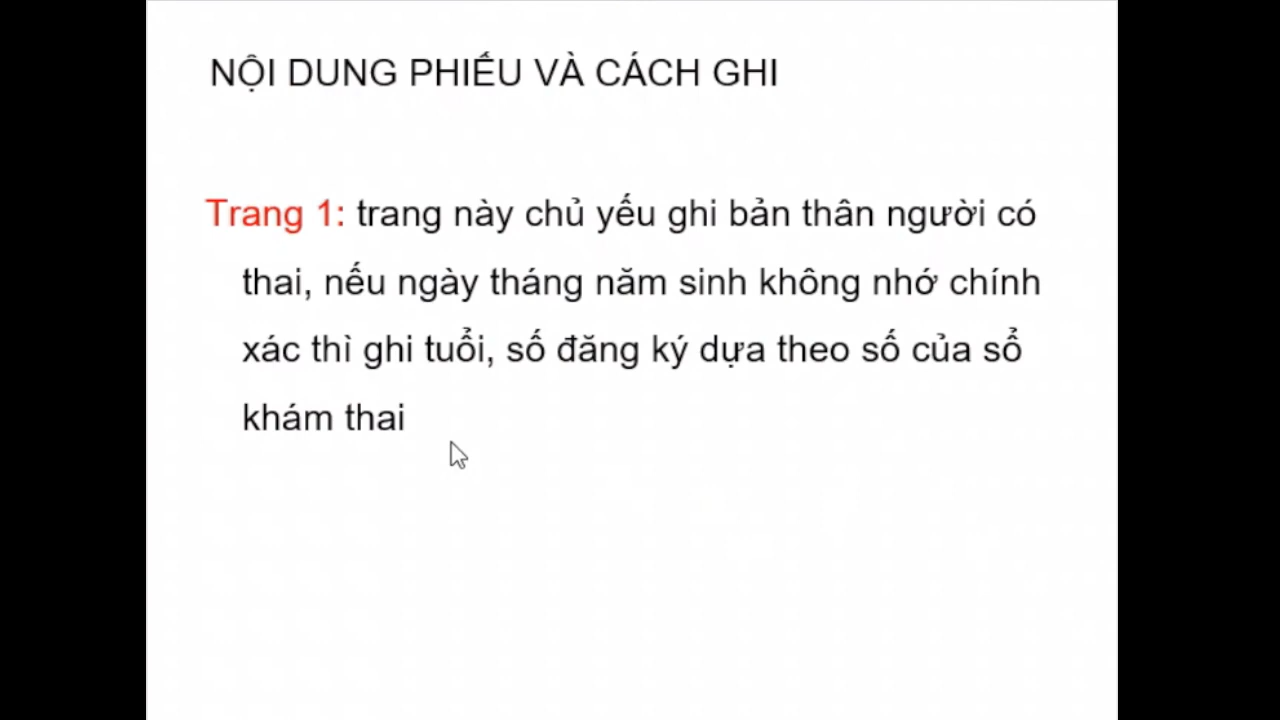 NỘI DUNG PHIẾU VÀ CÁCH GHI
Trang 1: trang này chủ yếu ghi bản thân người có
thai, nếu ngày tháng năm sinh không nhớ chính
xác thì ghi tuổi, số đăng ký dựa theo số của sổ
khám thai